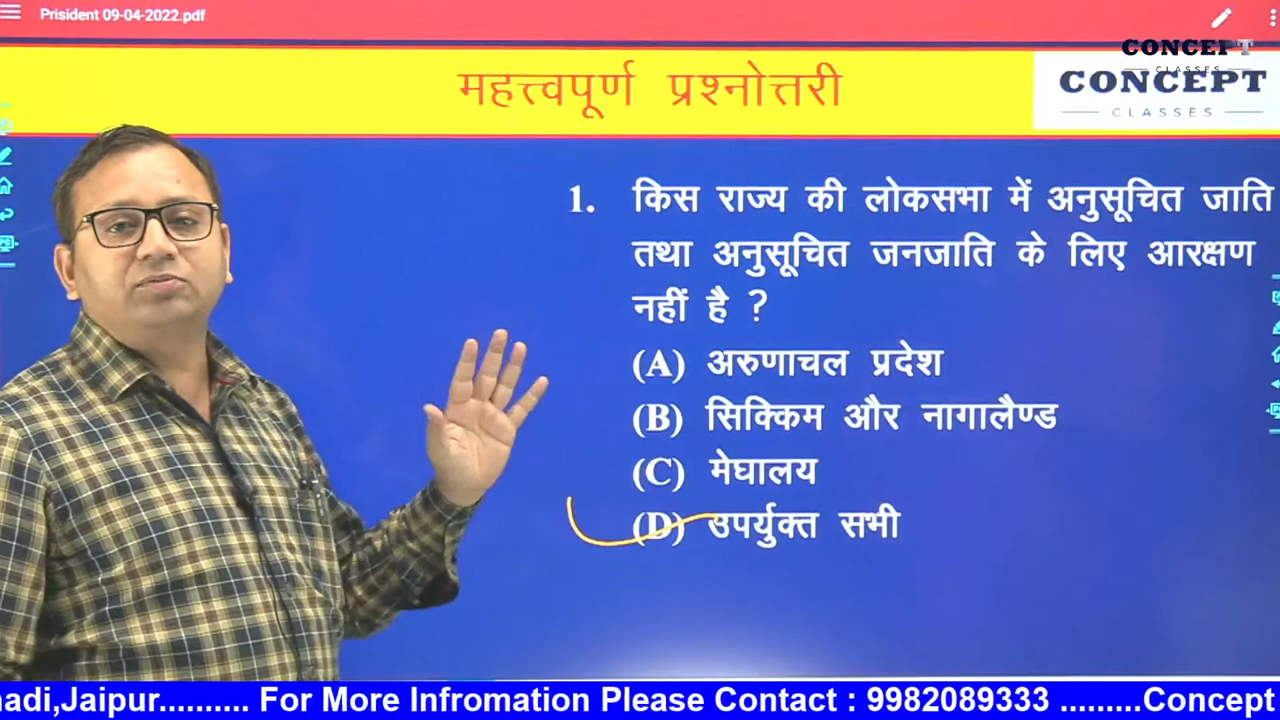 Prisident 09-04-2022.pdf
CONCEPT
CLASSES
महत्त्वपूर्ण प्रश्नोत्तरी
CONCEPT
CLASSES
1. किस राज्य की लोकसभा में अनुसूचित जाति
तथा अनुसूचित जनजाति के लिए आरक्षण
नहीं है ?
(A) अरुणाचल प्रदेश
(B) सिक्किम और नागालैण्ड
(C) मेघालय
(D) उपर्युक्त सभी
nadi,Jaipur.......... For More Infromation Please Contact : 9982089333 .........Concept